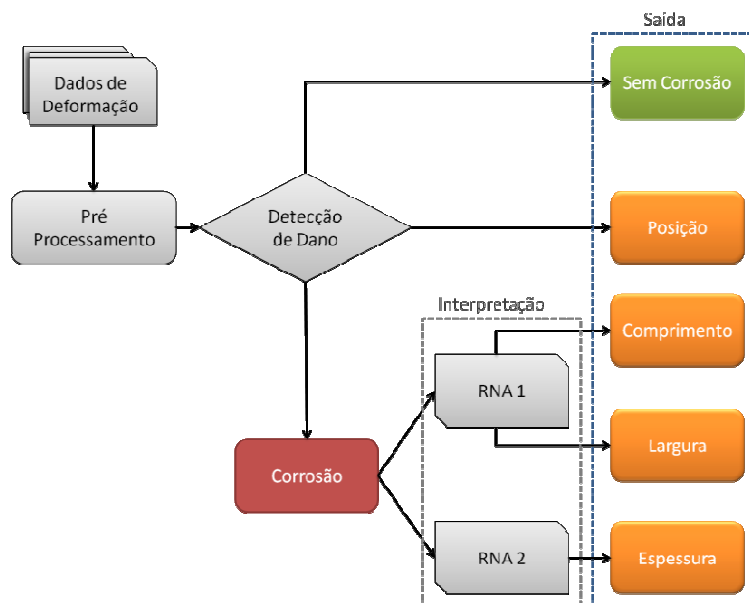 Saída
Dados de
Deformação
Sem Corrosão
Pré
Processamento
Detecção
de Dano
Posição
Interpretação
Comprimento
RNA 1
Largura
Corrosão
RNA 2
Espessura